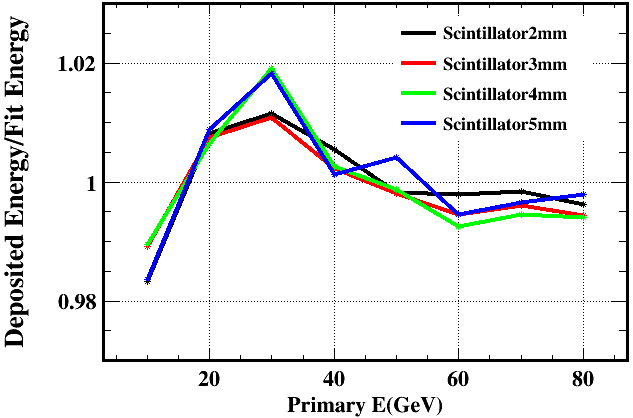 Deposited Energy/Fit Energy
1.02
1
0.98
Scintillator2mm
Scintillator3mm
Scintillator4mm
Scintillator5mm
20 40 60 80
Primary E(GeV)